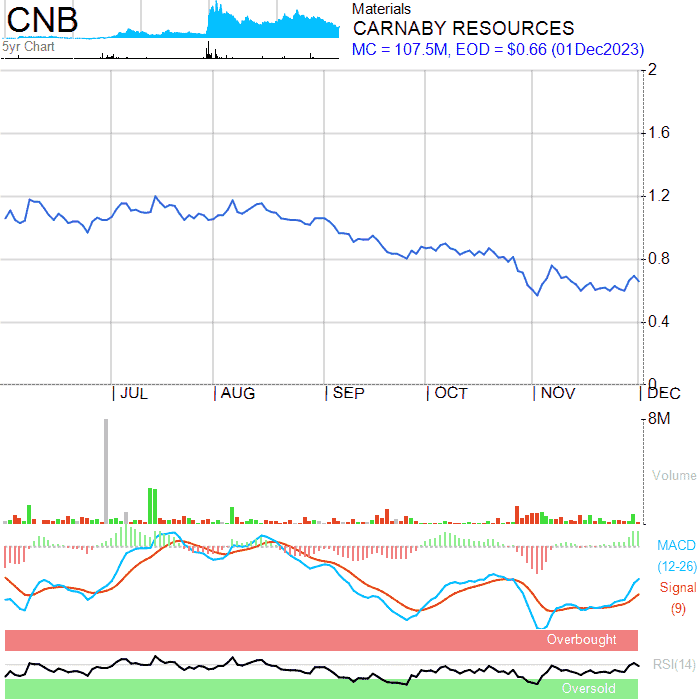 CNB
5yr Chart
Materials
CARNABY RESOURCES
MC = 107.5M, EOD = $0.66 (01Dec2023)
2
1.6
1.2
0.8
0.4
0
JUL AUG SEP OCT NOV DEC
8M
Volume
MACD
(12-26)
Signal
(9)
Overbought
RSI(14)
Oversold